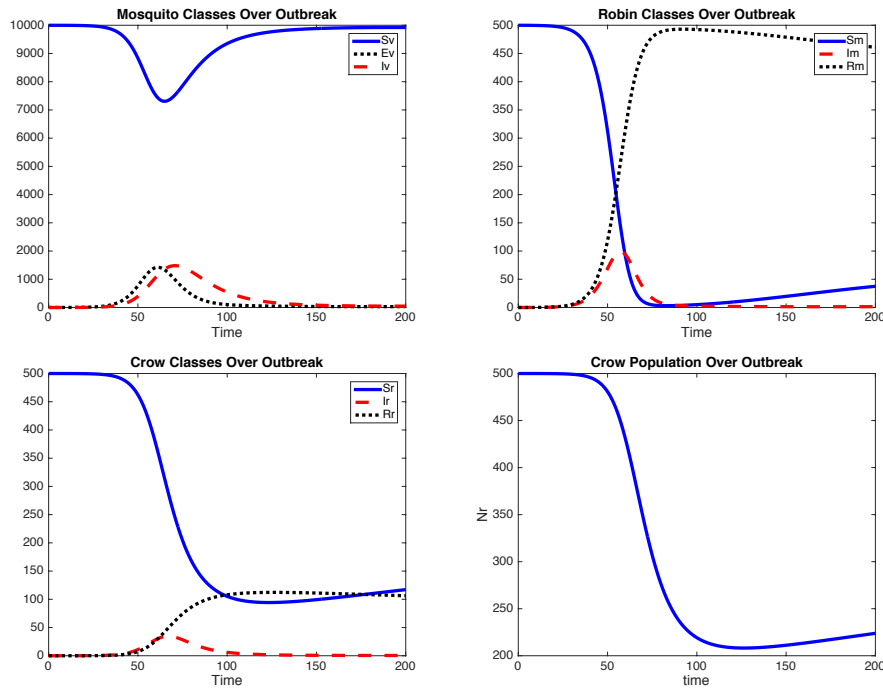 Mosquito Classes Over Outbreak
10000
9000
8000
7000
6000
5000
4000
3000
2000
1000
0
0 50 100 150 200
Time
Sv
Ev
Iv
Robin Classes Over Outbreak
500
450
400
350
300
250
200
150
100
50
0
0 50 100 150 200
Time
Sm
Im
Rm
Crow Classes Over Outbreak
500
450
400
350
300
250
200
150
100
50
0
0 50 100 150 200
Time
Sr
Ir
Rr
Crow Population Over Outbreak
500
450
400
350
300
250
200
Nr
0 50 100 150 200
time